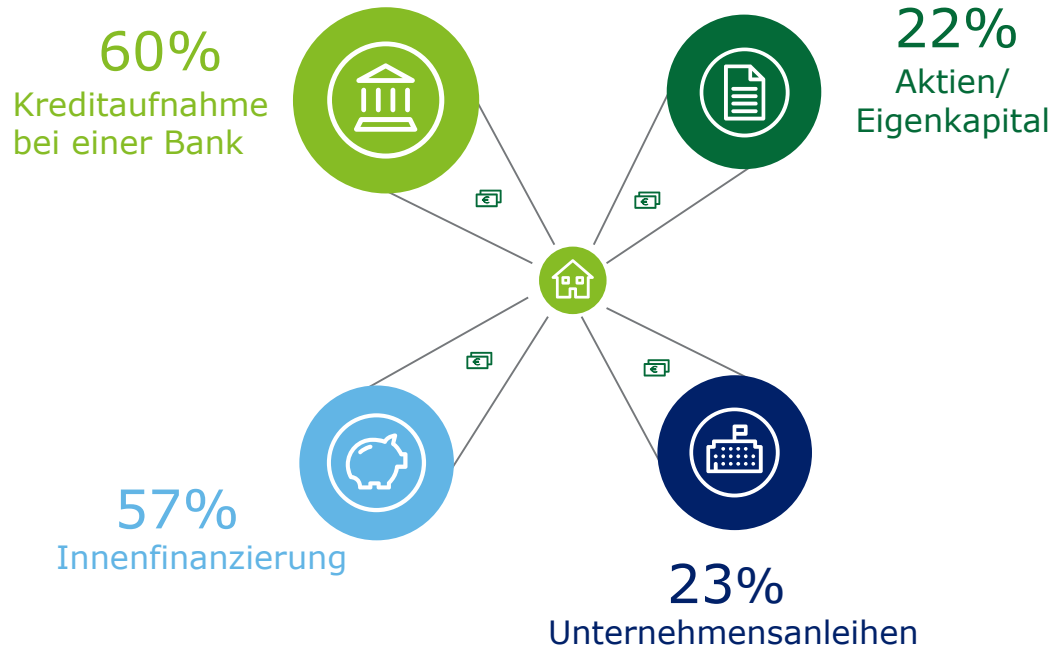 60%
Kreditaufnahme
bei einer Bank
22%
Aktien/
Eigenkapital
€
€
€
€
57%
Innenfinanzierung
23%
Unternehmensanleihen